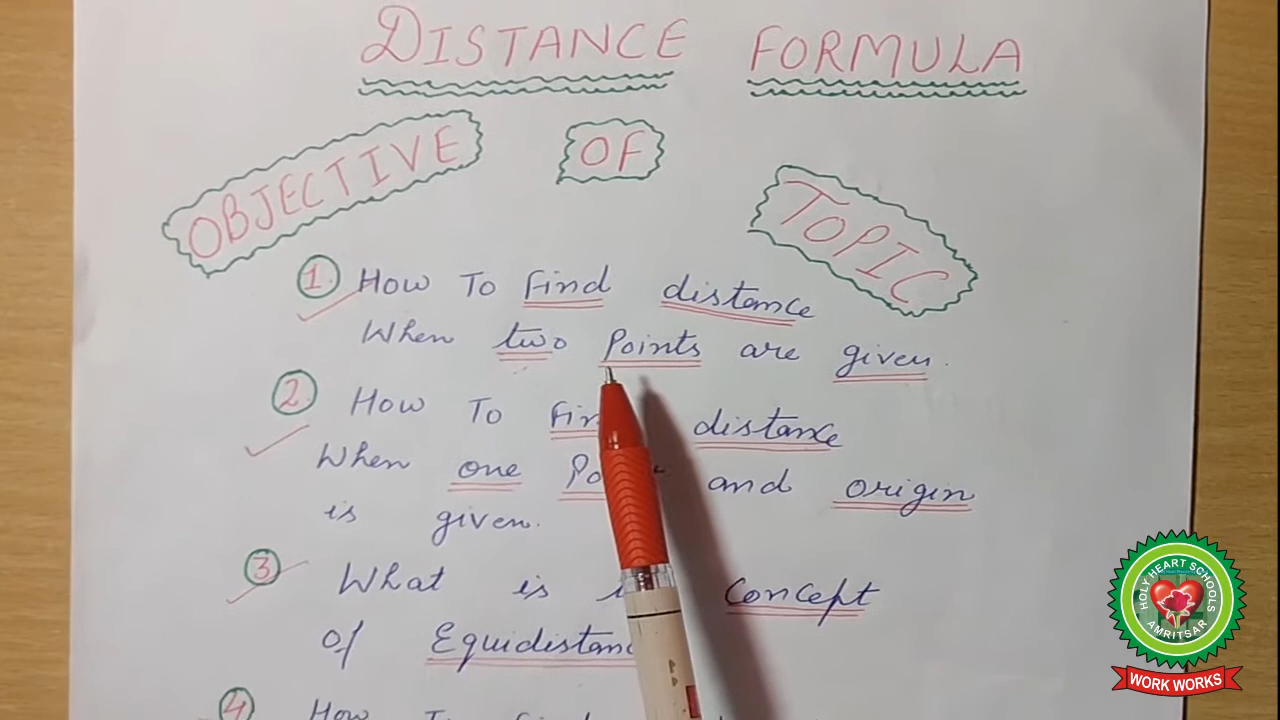 DISTANCE FORMULA
OBJECTIVE OF TOPIC
1. How To Find distance
When two Points are given.
2. How To distance
When one and origin
is given.
3 What is concept
of
4 How To
HOLY HEART SCHOOLS
AMRITSAR
WORK WORKS